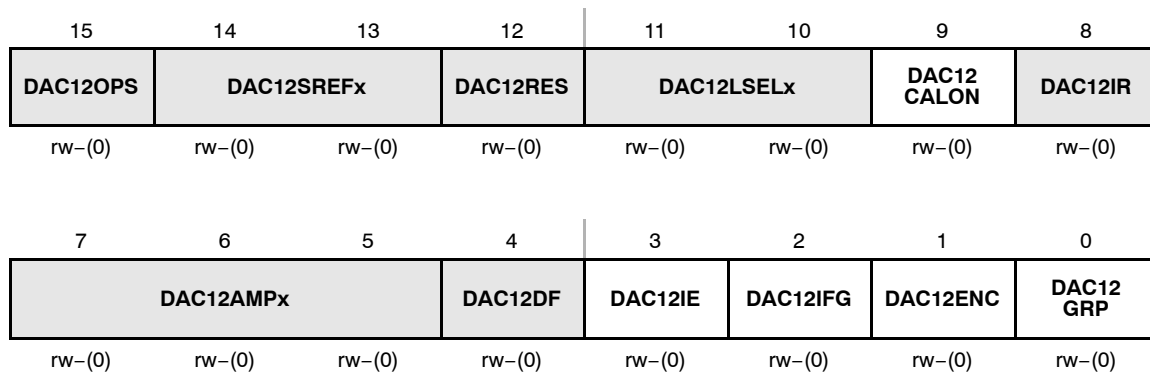 15 14 13 12 11 10 9 8
DAC12OPS DAC12SREFx DAC12RES DAC12LSELx DAC12 CALON DAC12IR
rw−(0) rw−(0) rw−(0) rw−(0) rw−(0) rw−(0) rw−(0) rw−(0)
7 6 5 4 3 2 1 0
DAC12AMPx DAC12DF DAC12IE DAC12IFG DAC12ENC DAC12 GRP
rw−(0) rw−(0) rw−(0) rw−(0) rw−(0) rw−(0) rw−(0) rw−(0)